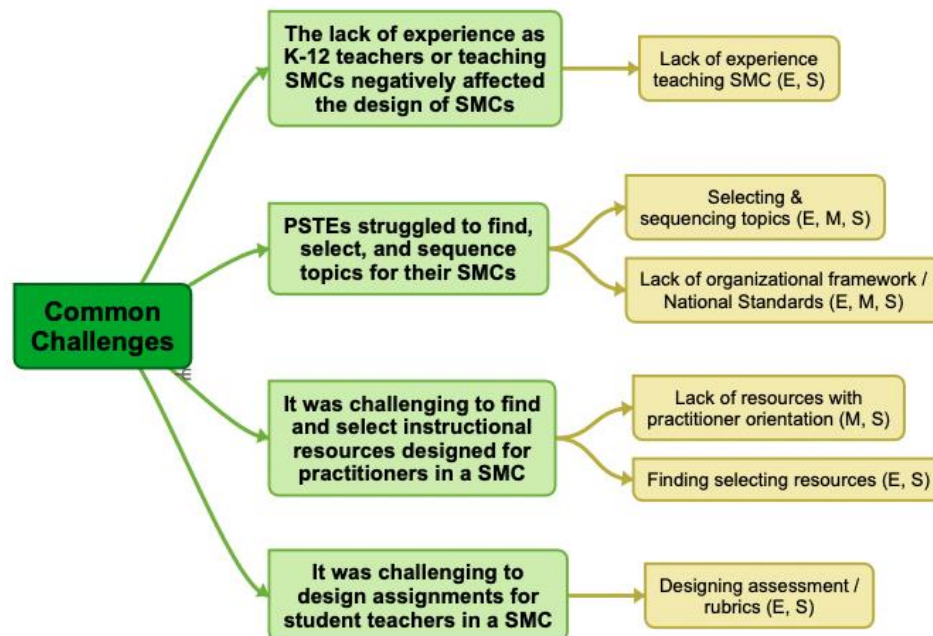 The lack of experience as
K-12 teachers or teaching
SMCs negatively affected
the design of SMCs
Lack of experience
teaching SMC (E, S)
PSTEs struggled to find,
select, and sequence
topics for their SMCs
Selecting &
sequencing topics (E, M, S)
Lack of organizational framework /
National Standards (E, M, S)
Common
Challenges
It was challenging to find
and select instructional
resources designed for
practitioners in a SMC
Lack of resources with
practitioner orientation (M, S)
Finding selecting resources (E, S)
It was challenging to
design assignments for
student teachers in a SMC
Designing assessment /
rubrics (E, S)